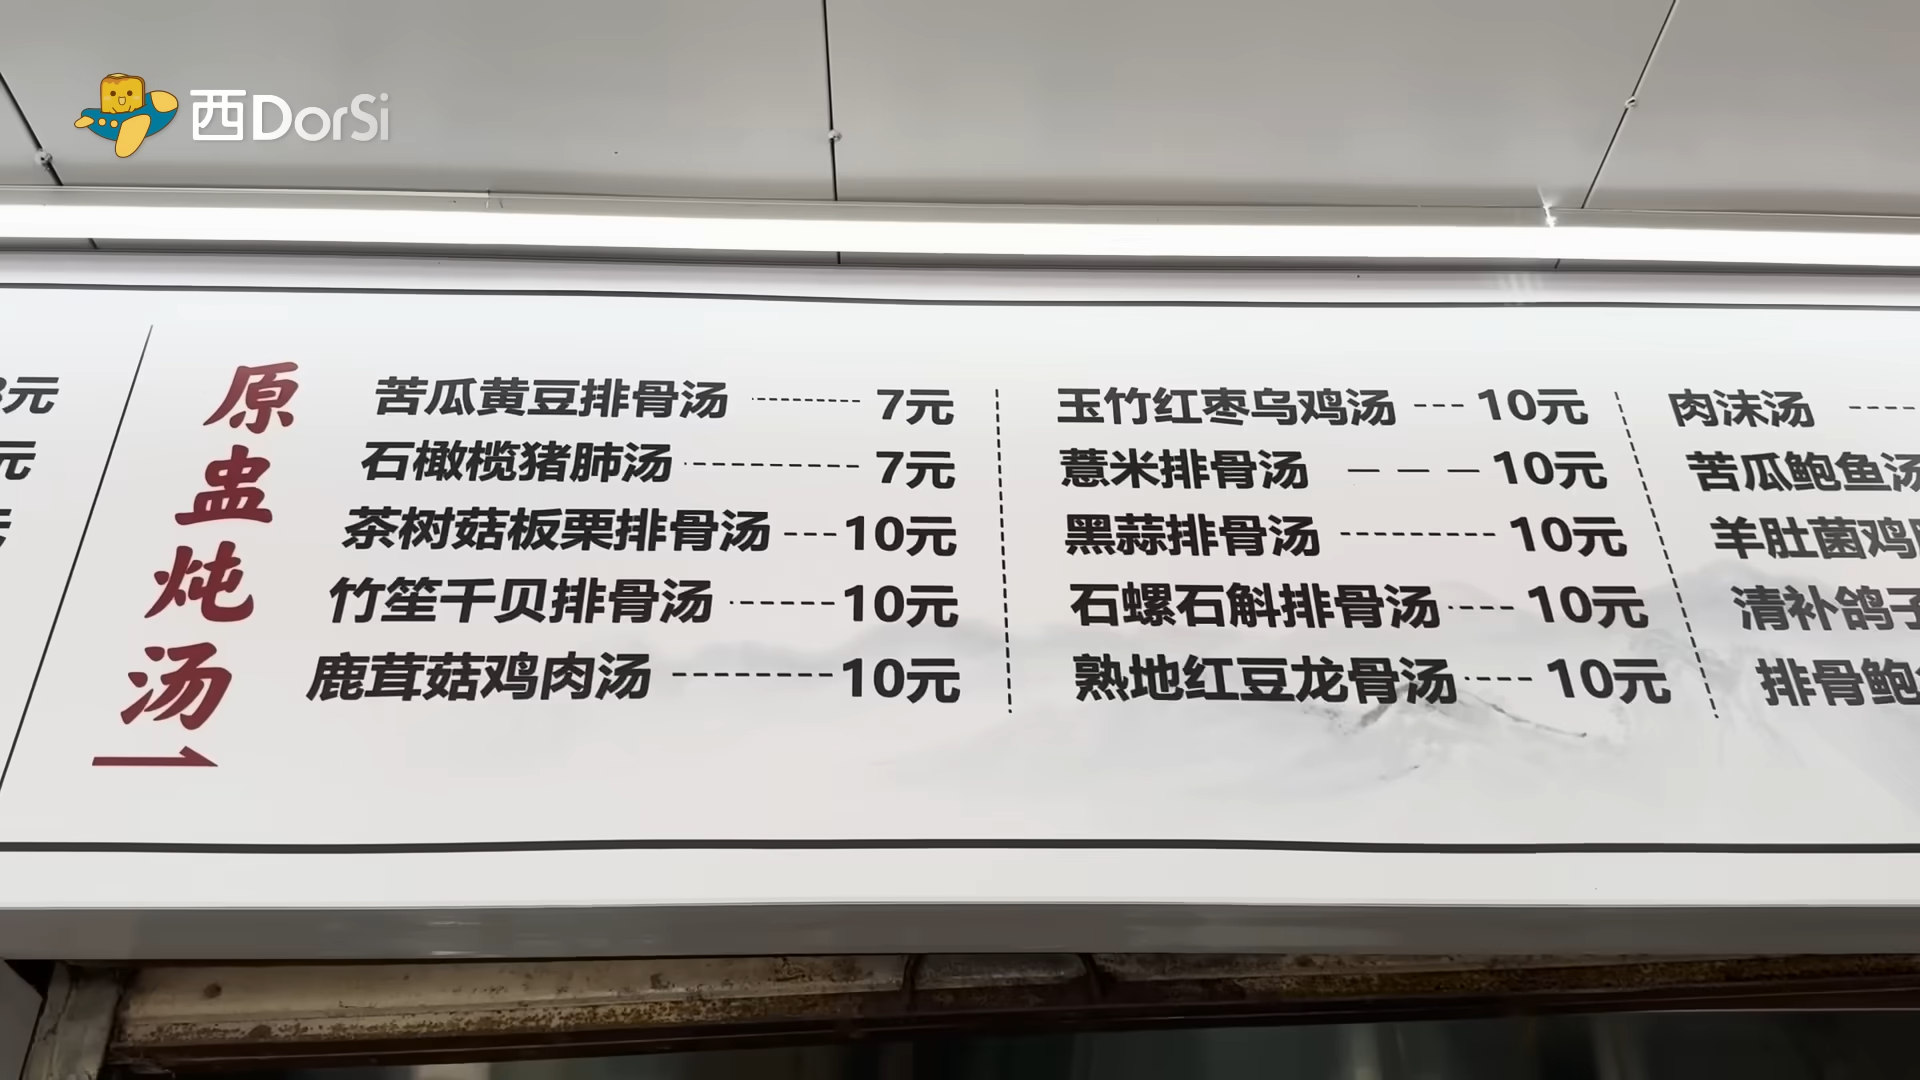 西DorSi
元
元
原盅炖汤
苦瓜黄豆排骨汤 7元
石橄榄猪肺汤 7元
茶树菇板栗排骨汤 10元
竹笙干贝排骨汤 10元
鹿茸菇鸡肉汤 10元
玉竹红枣乌鸡汤 10元
薏米排骨汤 10元
黑蒜排骨汤 10元
石螺石斛排骨汤 10元
熟地红豆龙骨汤 10元
肉沫汤
苦瓜鲍鱼汤
羊肚菌鸡
清补鸽子
排骨鲍